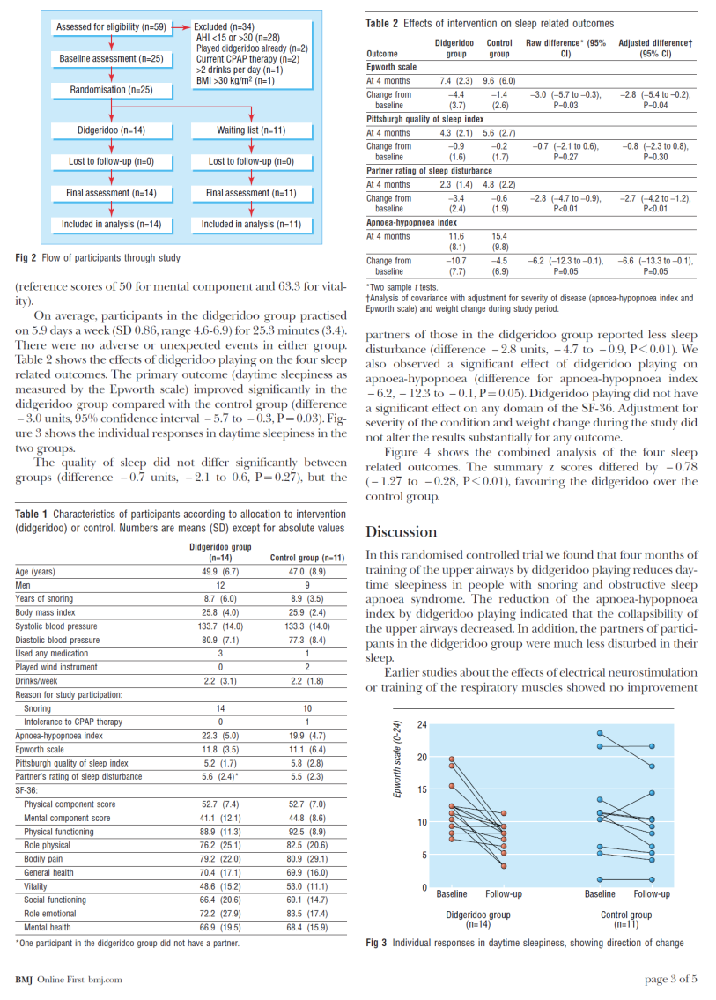 Assessed for eligibility (n=59)
Excluded (n=34)
AHI <15 or >30 (n=28)
Played didgeridoo already (n=2)
Current CPAP therapy (n=2)
>2 drinks per day (n=1)
BMI >30 kg/m² (n=1)
Baseline assessment (n=25)
Randomisation (n=25)
Didgeridoo (n=14)
Waiting list (n=11)
Lost to follow-up (n=0)
Lost to follow-up (n=0)
Final assessment (n=14)
Final assessment (n=11)
Included in analysis (n=14)
Included in analysis (n=11)
Fig 2 Flow of participants through study
(reference scores of 50 for mental component and 63.3 for vital-
ity).
On average, participants in the didgeridoo group practised
on 5.9 days a week (SD 0.86, range 4.6-6.9) for 25.3 minutes (3.4).
There were no adverse or unexpected events in either group.
Table 2 shows the effects of didgeridoo playing on the four sleep
related outcomes. The primary outcome (daytime sleepiness as
measured by the Epworth scale) improved significantly in the
didgeridoo group compared with the control group (difference
– 3.0 units, 95% confidence interval – 5.7 to – 0.3, P = 0.03). Fig-
ure 3 shows the individual responses in daytime sleepiness in the
two groups.
The quality of sleep did not differ significantly between
groups (difference – 0.7 units, – 2.1 to 0.6, P = 0.27), but the
Table 1 Characteristics of participants according to allocation to intervention
(didgeridoo) or control. Numbers are means (SD) except for absolute values
Didgeridoo group
(n=14) Control group (n=11)
Age (years) 49.9 (6.7) 47.0 (8.9)
Men 12 9
Years of snoring 8.7 (6.0) 8.9 (3.5)
Body mass index 25.8 (4.0) 25.9 (2.4)
Systolic blood pressure 133.7 (14.0) 133.3 (14.0)
Diastolic blood pressure 80.9 (7.1) 77.3 (8.4)
Used any medication 3 1
Played wind instrument 0 2
Drinks/week 2.2 (3.1) 2.2 (1.8)
Reason for study participation:
Snoring 14 10
Intolerance to CPAP therapy 0 1
Apnoea-hypopnoea index 22.3 (5.0) 19.9 (4.7)
Epworth scale 11.8 (3.5) 11.1 (6.4)
Pittsburgh quality of sleep index 5.2 (1.7) 5.8 (2.8)
Partner's rating of sleep disturbance 5.6 (2.4)* 5.5 (2.3)
SF-36:
Physical component score 52.7 (7.4) 52.7 (7.0)
Mental component score 41.1 (12.1) 44.8 (8.6)
Physical functioning 88.9 (11.3) 92.5 (8.9)
Role physical 76.2 (25.1) 82.5 (20.6)
Bodily pain 79.2 (22.0) 80.9 (29.1)
General health 70.4 (17.1) 69.9 (16.0)
Vitality 48.6 (15.2) 53.0 (11.1)
Social functioning 66.4 (20.6) 69.1 (14.7)
Role emotional 72.2 (27.9) 83.5 (17.4)
Mental health 66.9 (19.5) 68.4 (15.9)
*One participant in the didgeridoo group did not have a partner.
Table 2 Effects of intervention on sleep related outcomes
Didgeridoo Control Raw difference* (95% Adjusted difference†
Outcome group group CI) (95% CI)
Epworth scale
At 4 months 7.4 (2.3) 9.6 (6.0)
Change from –4.4 –1.4 –3.0 (–5.7 to –0.3), –2.8 (–5.4 to –0.2),
baseline (3.7) (2.6) P=0.03 P=0.04
Pittsburgh quality of sleep index
At 4 months 4.3 (2.1) 5.6 (2.7)
Change from –0.9 –0.2 –0.7 (–2.1 to 0.6), –0.8 (–2.3 to 0.8),
baseline (1.6) (1.7) P=0.27 P=0.30
Partner rating of sleep disturbance
At 4 months 2.3 (1.4) 4.8 (2.2)
Change from –3.4 –0.6 –2.8 (–4.7 to –0.9), –2.7 (–4.2 to –1.2),
baseline (2.4) (1.9) P<0.01 P<0.01
Apnoea-hypopnoea index
At 4 months 11.6 15.4
(8.1) (9.8)
Change from –10.7 –4.5 –6.2 (–12.3 to –0.1), –6.6 (–13.3 to –0.1),
baseline (7.7) (6.9) P=0.05 P=0.05
*Two sample t tests.
†Analysis of covariance with adjustment for severity of disease (apnoea-hypopnoea index and
Epworth scale) and weight change during study period.
partners of those in the didgeridoo group reported less sleep
disturbance (difference – 2.8 units, – 4.7 to – 0.9, P < 0.01). We
also observed a significant effect of didgeridoo playing on
apnoea-hypopnoea (difference for apnoea-hypopnoea index
– 6.2, – 12.3 to – 0.1, P = 0.05). Didgeridoo playing did not have
a significant effect on any domain of the SF-36. Adjustment for
severity of the condition and weight change during the study did
not alter the results substantially for any outcome.
Figure 4 shows the combined analysis of the four sleep
related outcomes. The summary z scores differed by – 0.78
( – 1.27 to – 0.28, P < 0.01), favouring the didgeridoo over the
control group.
Discussion
In this randomised controlled trial we found that four months of
training of the upper airways by didgeridoo playing reduces day-
time sleepiness in people with snoring and obstructive sleep
apnoea syndrome. The reduction of the apnoea-hypopnoea
index by didgeridoo playing indicated that the collapsibility of
the upper airways decreased. In addition, the partners of partici-
pants in the didgeridoo group were much less disturbed in their
sleep.
Earlier studies about the effects of electrical neurostimulation
or training of the respiratory muscles showed no improvement
Epworth scale (0-24)
24
20
15
10
5
0
Baseline Follow-up Baseline Follow-up
Didgeridoo group Control group
(n=14) (n=11)
Fig 3 Individual responses in daytime sleepiness, showing direction of change
BMJ Online First bmj.com
page 3 of 5